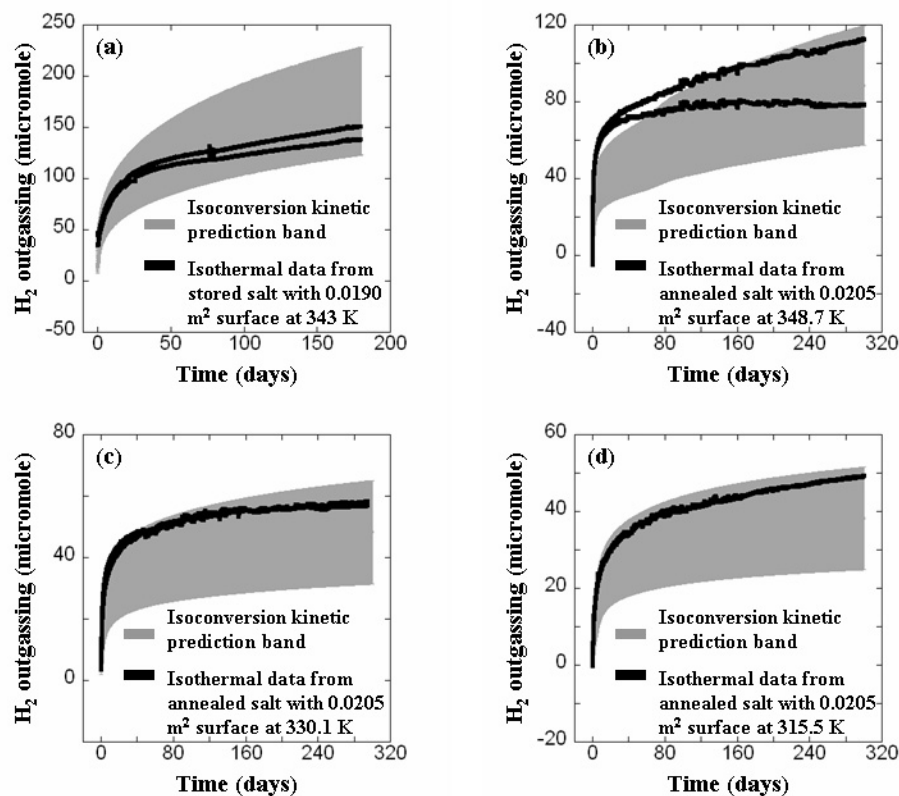 (a)
250
200
150
100
50
0
-50
H₂ outgassing (micromole)
Isoconversion kinetic
prediction band
Isothermal data from
stored salt with 0.0190
m² surface at 343 K
0 50 100 150 200
Time (days)
(b)
120
80
40
0
-40
H₂ outgassing (micromole)
Isoconversion kinetic
prediction band
Isothermal data from
annealed salt with 0.0205
m² surface at 348.7 K
0 80 160 240 320
Time (days)
(c)
80
40
0
H₂ outgassing (micromole)
Isoconversion kinetic
prediction band
Isothermal data from
annealed salt with 0.0205
m² surface at 330.1 K
0 80 160 240 320
Time (days)
(d)
60
40
20
0
-20
H₂ outgassing (micromole)
Isoconversion kinetic
prediction band
Isothermal data from
annealed salt with 0.0205
m² surface at 315.5 K
0 80 160 240 320
Time (days)